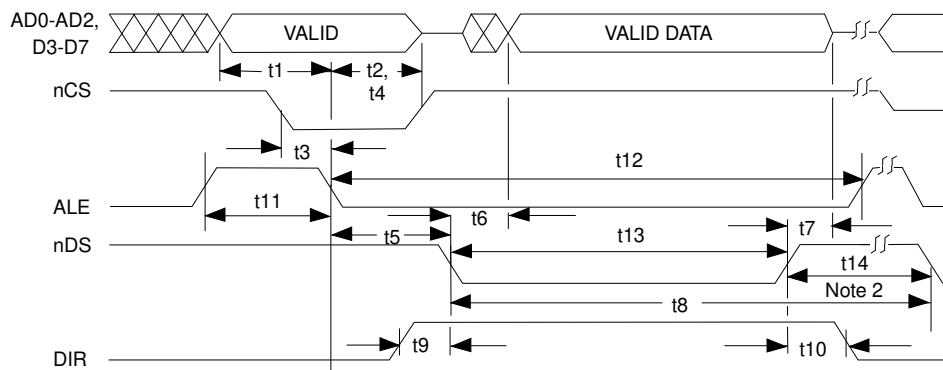 AD0-AD2,
D3-D7
VALID
VALID DATA
t1
t2,
t4
nCS
t3
t12
t11
ALE
t6
t5
t13
t7
nDS
t14
t8
Note 2
t9
t10
DIR